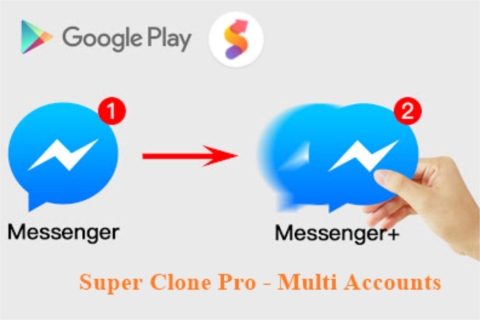 Google Play
1
2
Messenger
Messenger+
Super Clone Pro - Multi Accounts